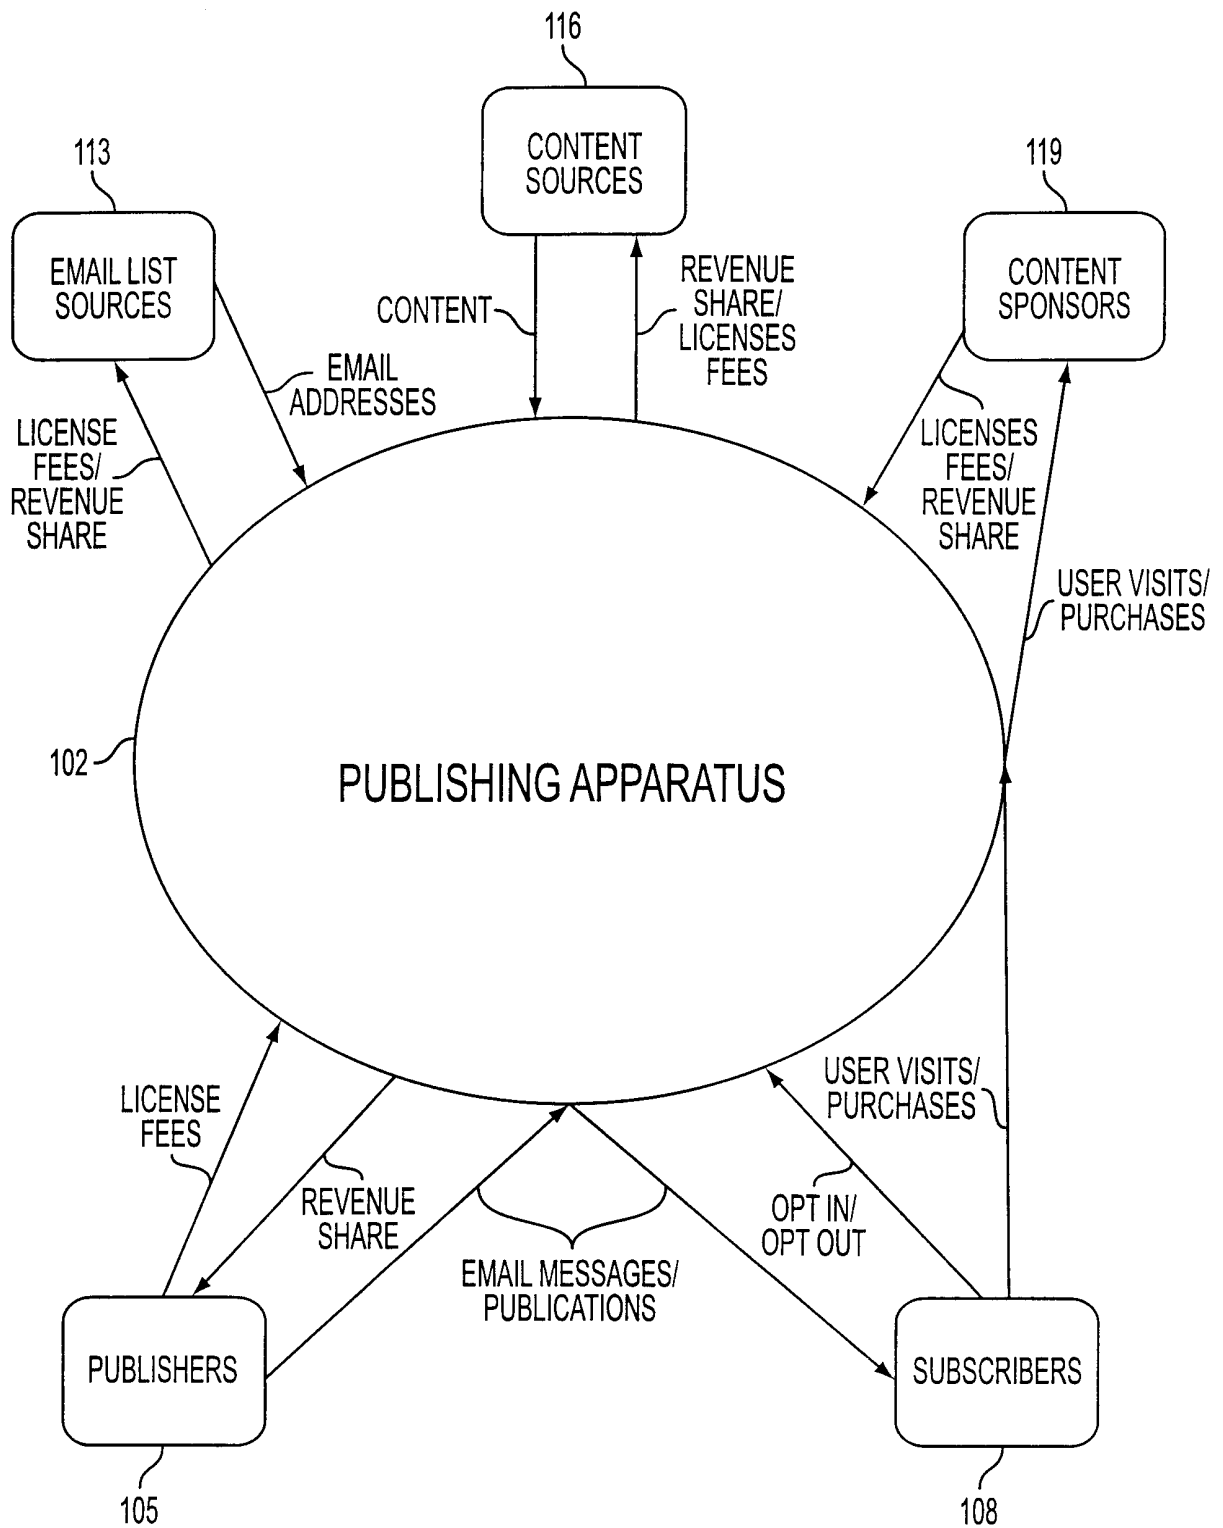 116
CONTENT
SOURCES
113
EMAIL LIST
SOURCES
119
CONTENT
SPONSORS
CONTENT
REVENUE
SHARE/
LICENSES
FEES
EMAIL
ADDRESSES
LICENSE
FEES/
REVENUE
SHARE
LICENSES
FEES/
REVENUE
SHARE
USER VISITS/
PURCHASES
102
PUBLISHING APPARATUS
LICENSE
FEES
REVENUE
SHARE
EMAIL MESSAGES/
PUBLICATIONS
OPT IN/
OPT OUT
USER VISITS/
PURCHASES
PUBLISHERS
105
SUBSCRIBERS
108